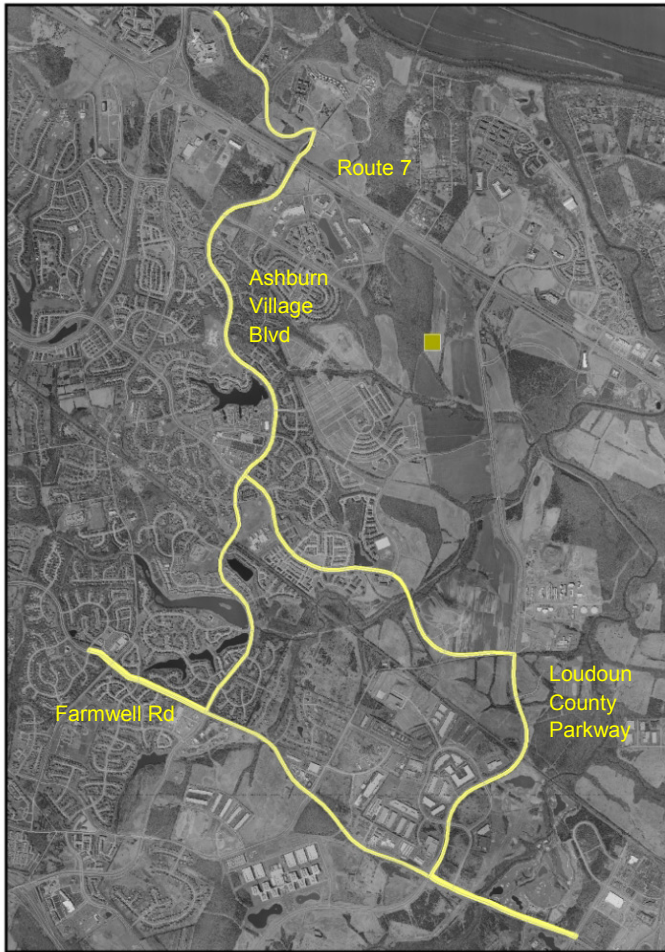 Route 7
Ashburn
Village
Blvd
Loudoun
County
Parkway
Farmwell Rd